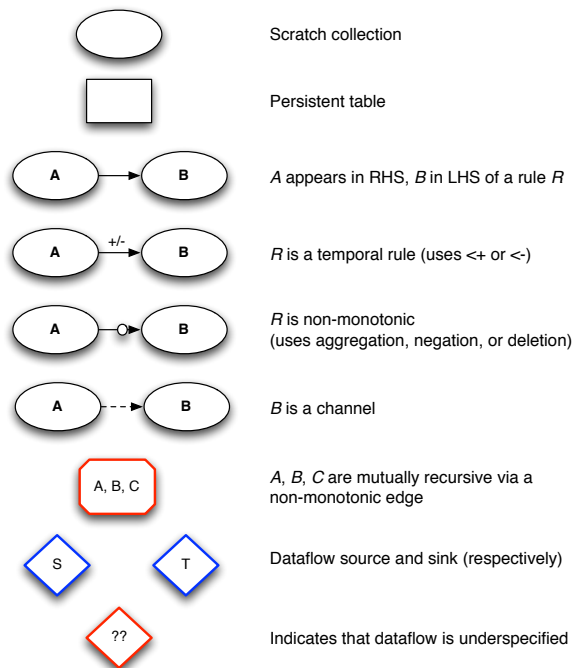 Scratch collection
Persistent table
A B A appears in RHS, B in LHS of a rule R
A +/- B R is a temporal rule (uses <+ or <-)
A B R is non-monotonic
(uses aggregation, negation, or deletion)
A B B is a channel
A, B, C A, B, C are mutually recursive via a
non-monotonic edge
S T Dataflow source and sink (respectively)
?? Indicates that dataflow is underspecified